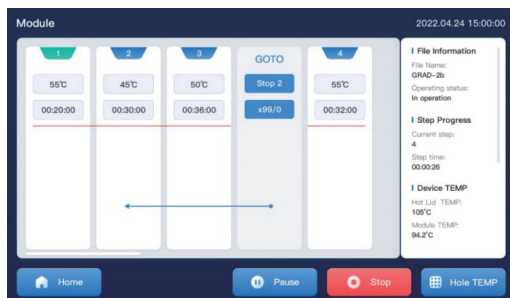 Module
2022.04.24 15:00:00
1
2
3
GOTO
4
55℃
45℃
50℃
Stop 2
55℃
00:20:00
00:30:00
00:36:00
x99/0
00:32:00
File Information
File Name:
GRAD-2b
Operating status:
In operation
Step Progress
Current step:
4
Step time:
00:00:26
Device TEMP
Hot Lid TEMP:
105℃
Module TEMP:
94.2℃
Home
Pause
Stop
Hole TEMP